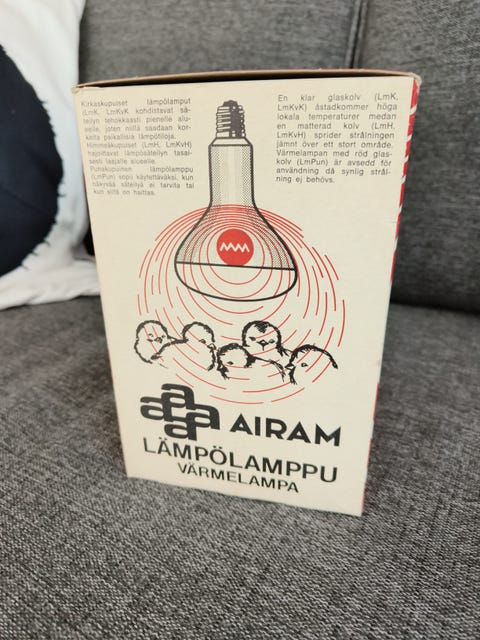 Kirkaskupuiset lämpölamput
(LmK, LmKvK kohdistavat sä-
teilyn tehokkaasti pienelle alu-
eelle, joten niillä saadaan kor-
keita paikallisia lämpötiloja.
Himmeäkupuiset (LmH, LmKvH)
hajoittavat lämpösäteilyn tasai-
sesti laajalle alueelle.
Punakupuinen lämpölamppu
(LmPun) sopii käytettäväksi, kun
näkyvää säteilyä ei tarvita tai
kun siitä on haittaa.
En klar glaskolv (LmK,
LmKvK) åstadkommer höga
lokala temperaturer medan
en matterad kolv (LmH,
LmKvH) sprider strålningen
jämnt över ett stort område.
Värmelampan med röd glas-
kolv (LmPun) är avsedd för
användning då synlig strål-
ning ej behövs.
aaaa AIRAM
LÄMPÖLAMPPU
VÄRMELAMPA